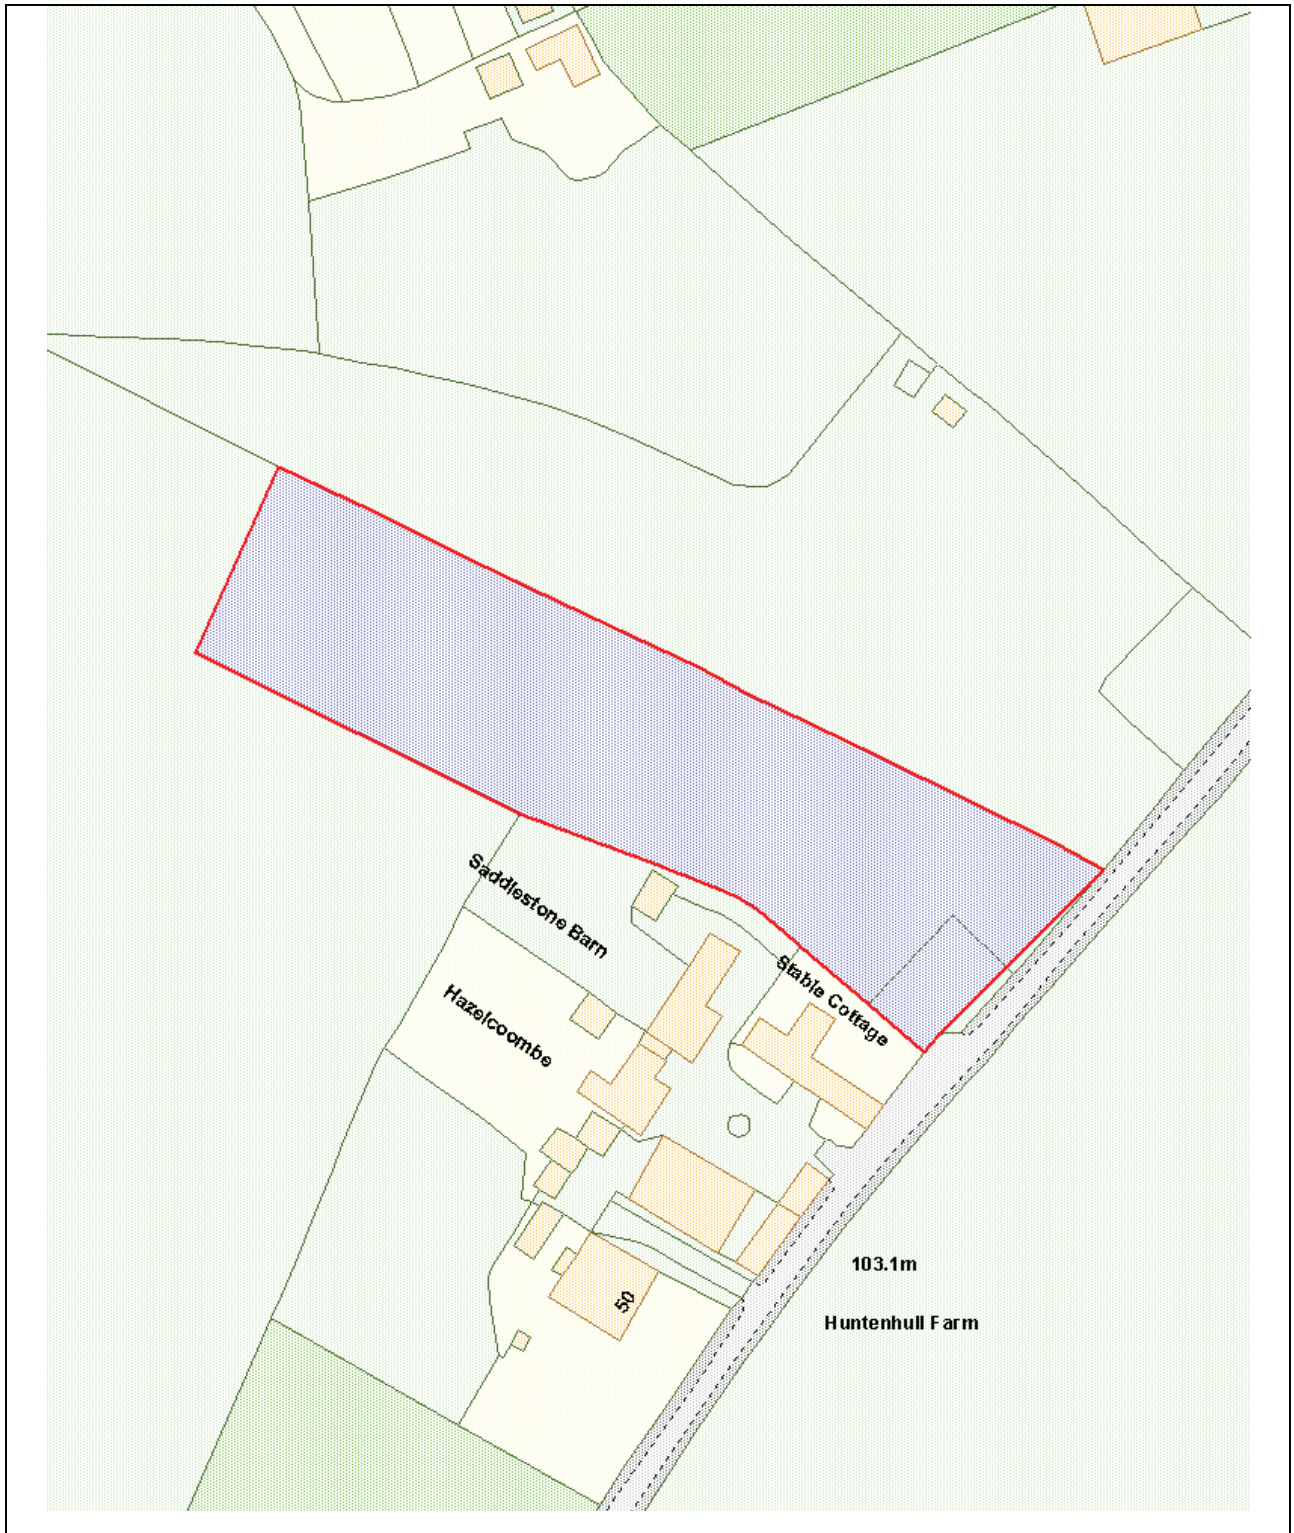 Saddlestone Barn
Stable Cottage
Hazelcoombe
103.1m
50
Huntenhull Farm